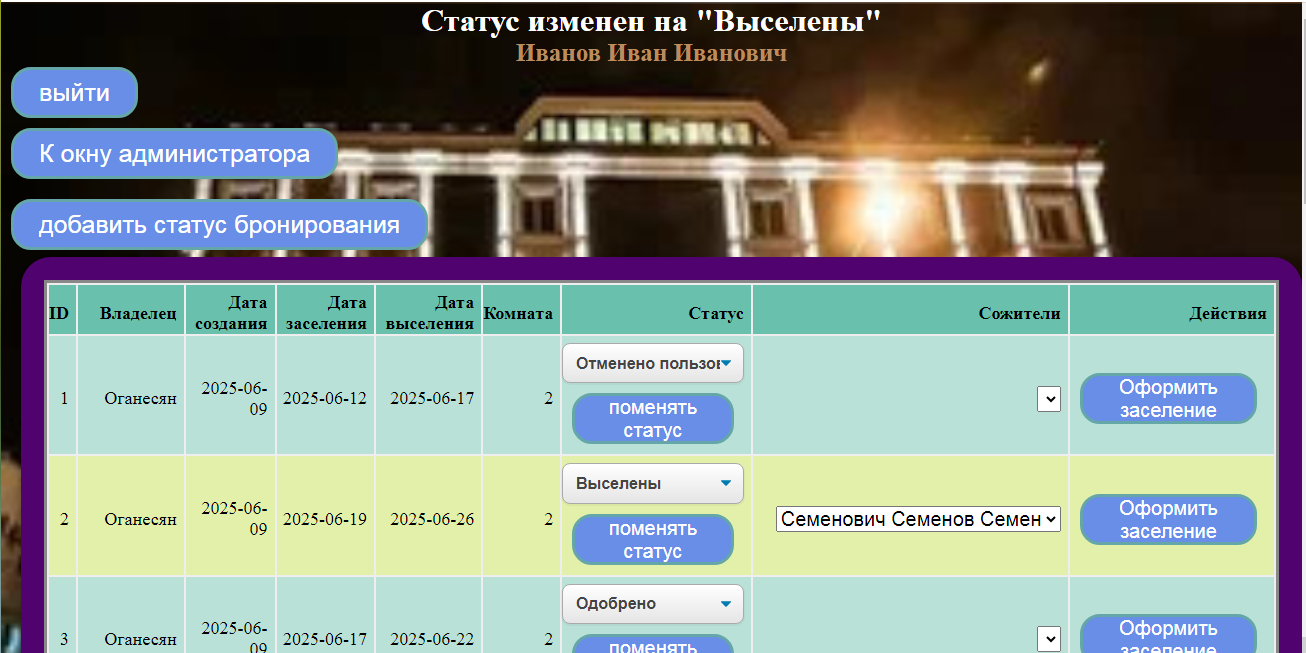 Статус изменен на "Выселены"
Иванов Иван Иванович
выйти
К окну администратора
добавить статус бронирования
ID Владелец Дата создания Дата заселения Дата выселения Комната Статус Сожители Действия
1 Оганесян 2025-06-09 2025-06-12 2025-06-17 2 Отменено пользов
поменять статус
Оформить заселение
2 Оганесян 2025-06-09 2025-06-19 2025-06-26 2 Выселены
поменять статус
Семенович Семенов Семен
Оформить заселение
3 Оганесян 2025-06-09 2025-06-17 2025-06-22 2 Одобрено
поменять
Оформить заселение